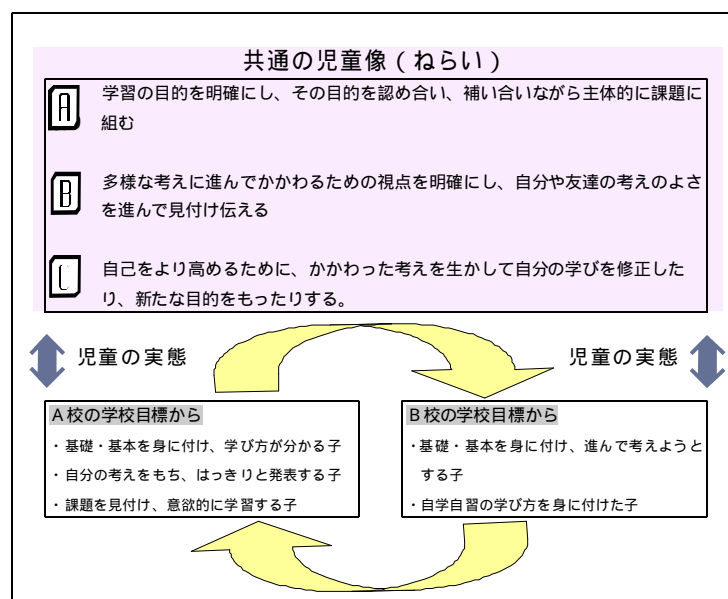 共通の児童像(ねらい)
A 学習の目的を明確にし、その目的を認め合い、補い合いながら主体的に課題に
組む
B 多様な考えに進んでかかわるための視点を明確にし、自分や友達の考えのよさ
を進んで見付け伝える
C 自己をより高めるために、かかわった考えを生かして自分の学びを修正した
り、新たな目的をもったりする。
児童の実態
児童の実態
A校の学校目標から
・基礎・基本を身に付け、学び方が分かる子
・自分の考えをもち、はっきりと発表する子
・課題を見付け、意欲的に学習する子
B校の学校目標から
・基礎・基本を身に付け、進んで考えようと
する子
・自学自習の学び方を身に付けた子